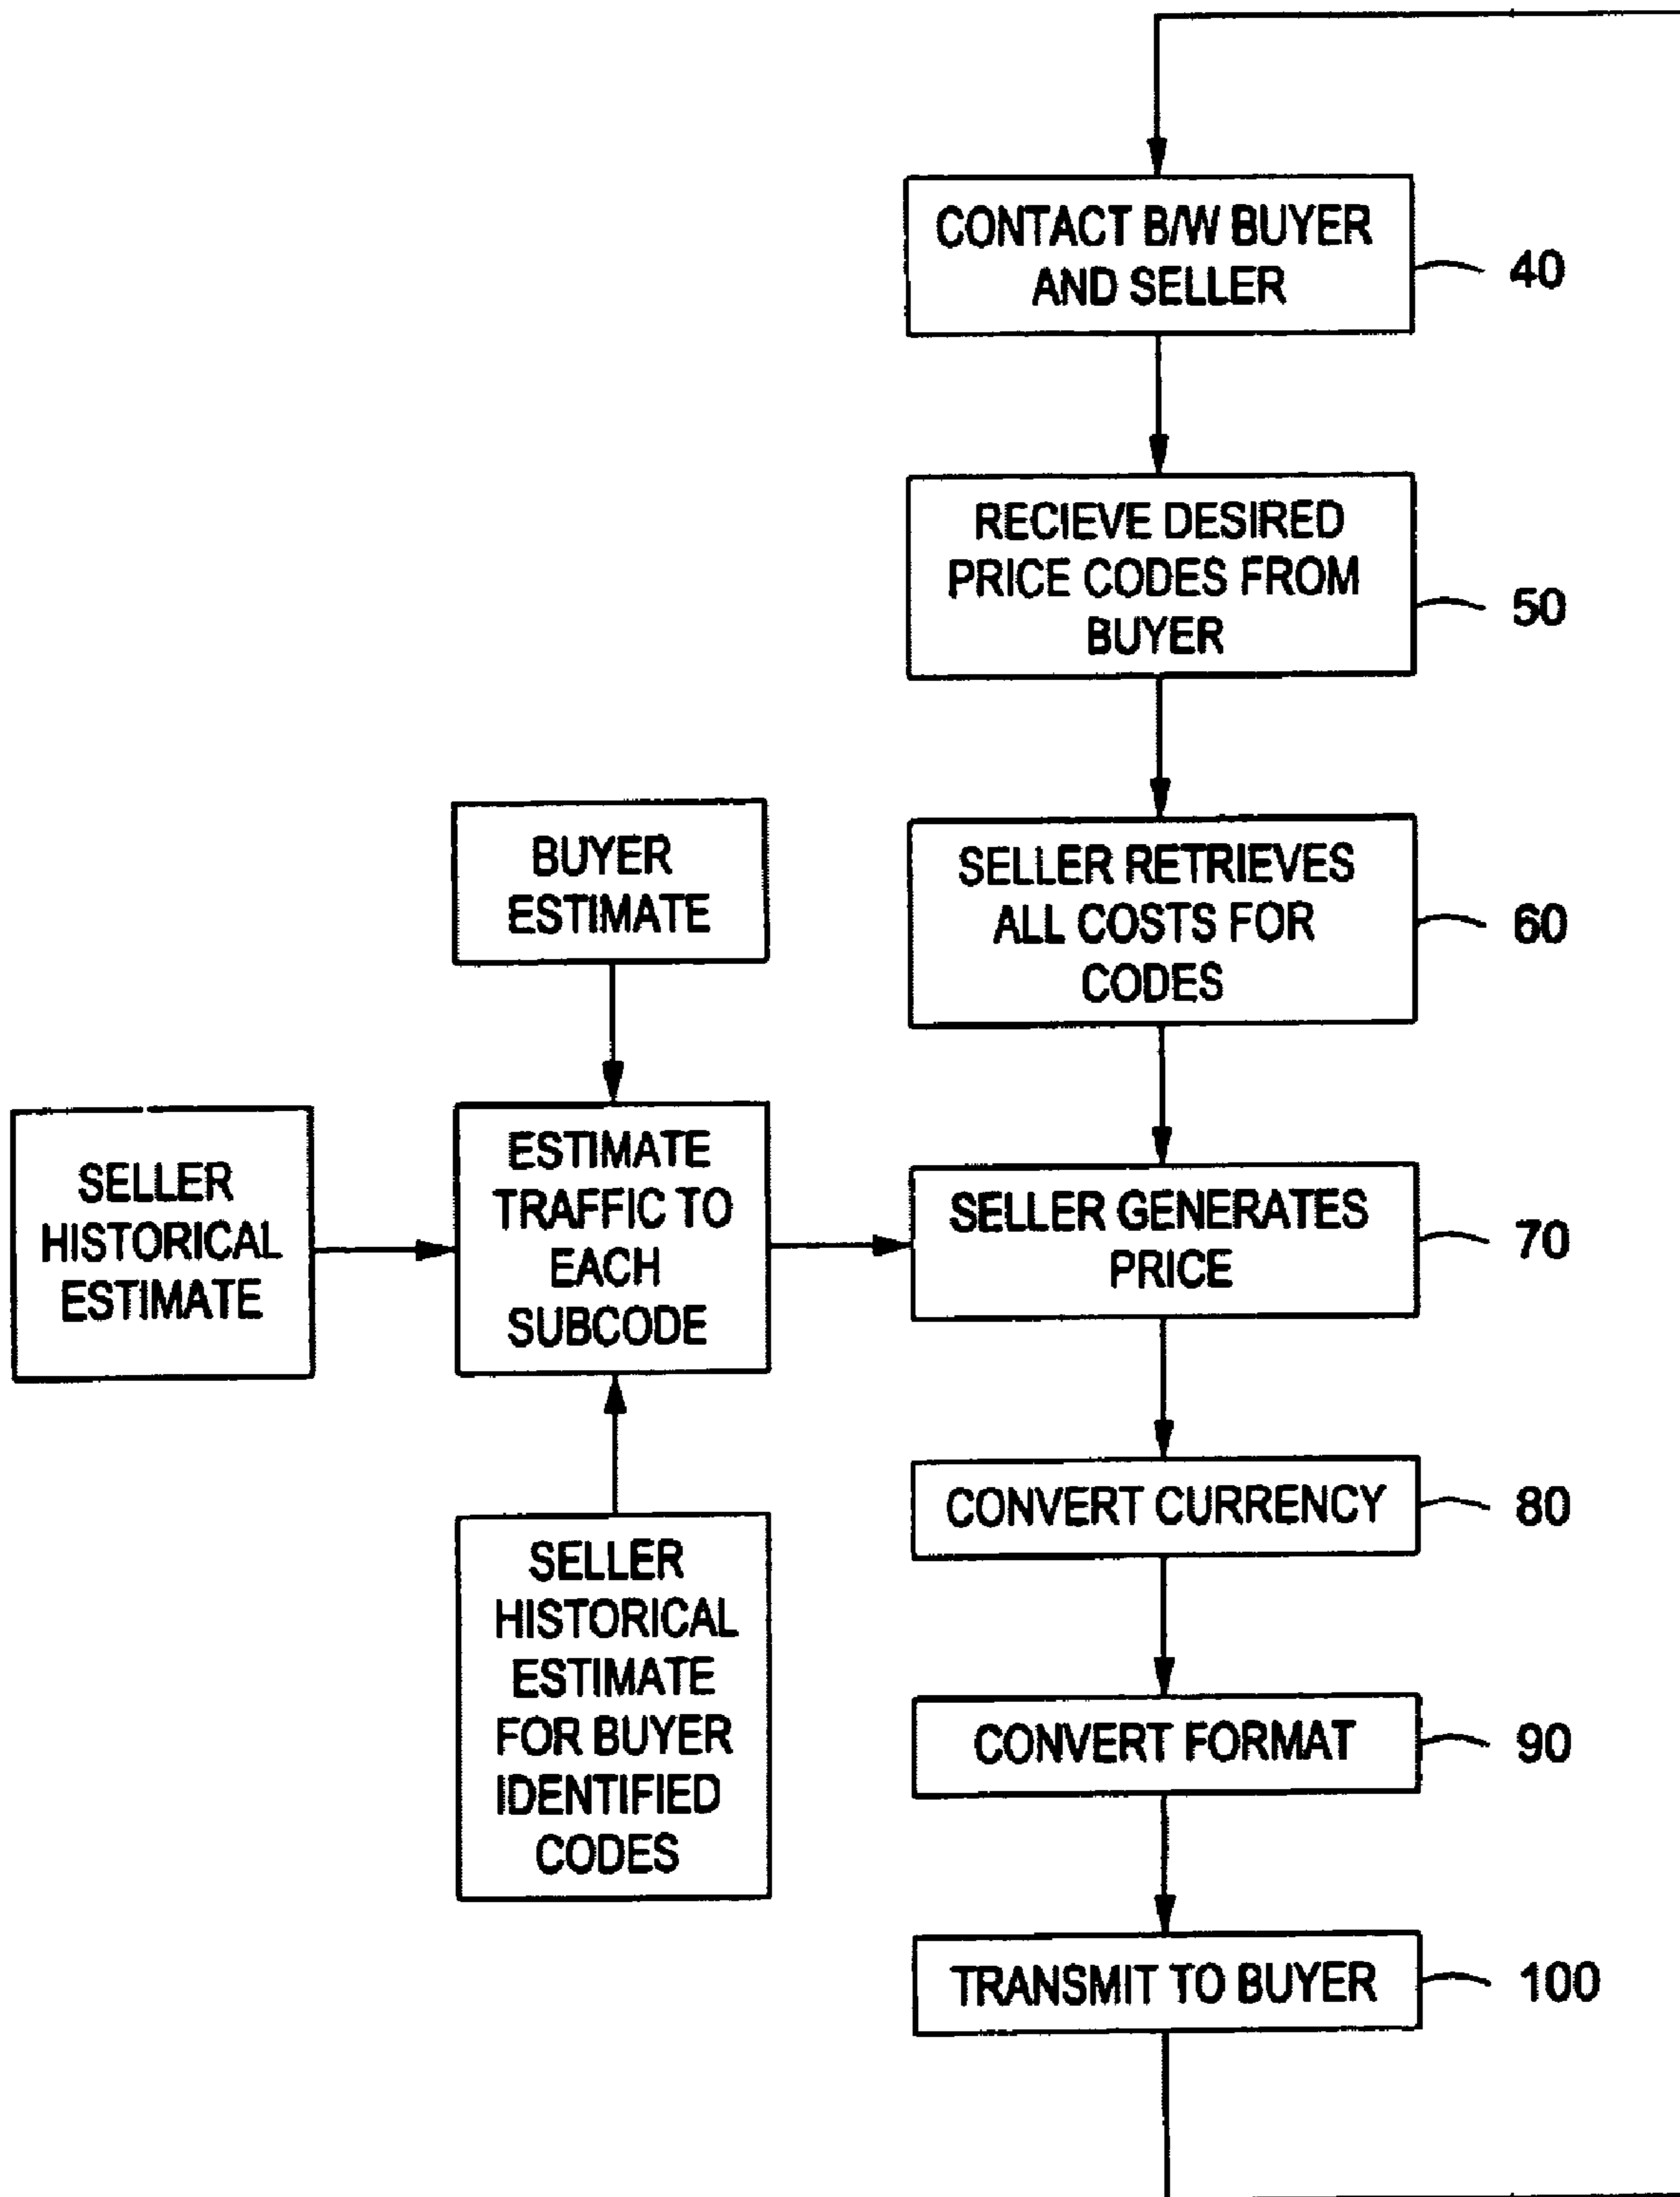 CONTACT B/W BUYER
AND SELLER
40
RECIEVE DESIRED
PRICE CODES FROM
BUYER
50
SELLER RETRIEVES
ALL COSTS FOR
CODES
60
BUYER
ESTIMATE
SELLER
HISTORICAL
ESTIMATE
ESTIMATE
TRAFFIC TO
EACH
SUBCODE
SELLER GENERATES
PRICE
70
SELLER
HISTORICAL
ESTIMATE
FOR BUYER
IDENTIFIED
CODES
CONVERT CURRENCY
80
CONVERT FORMAT
90
TRANSMIT TO BUYER
100